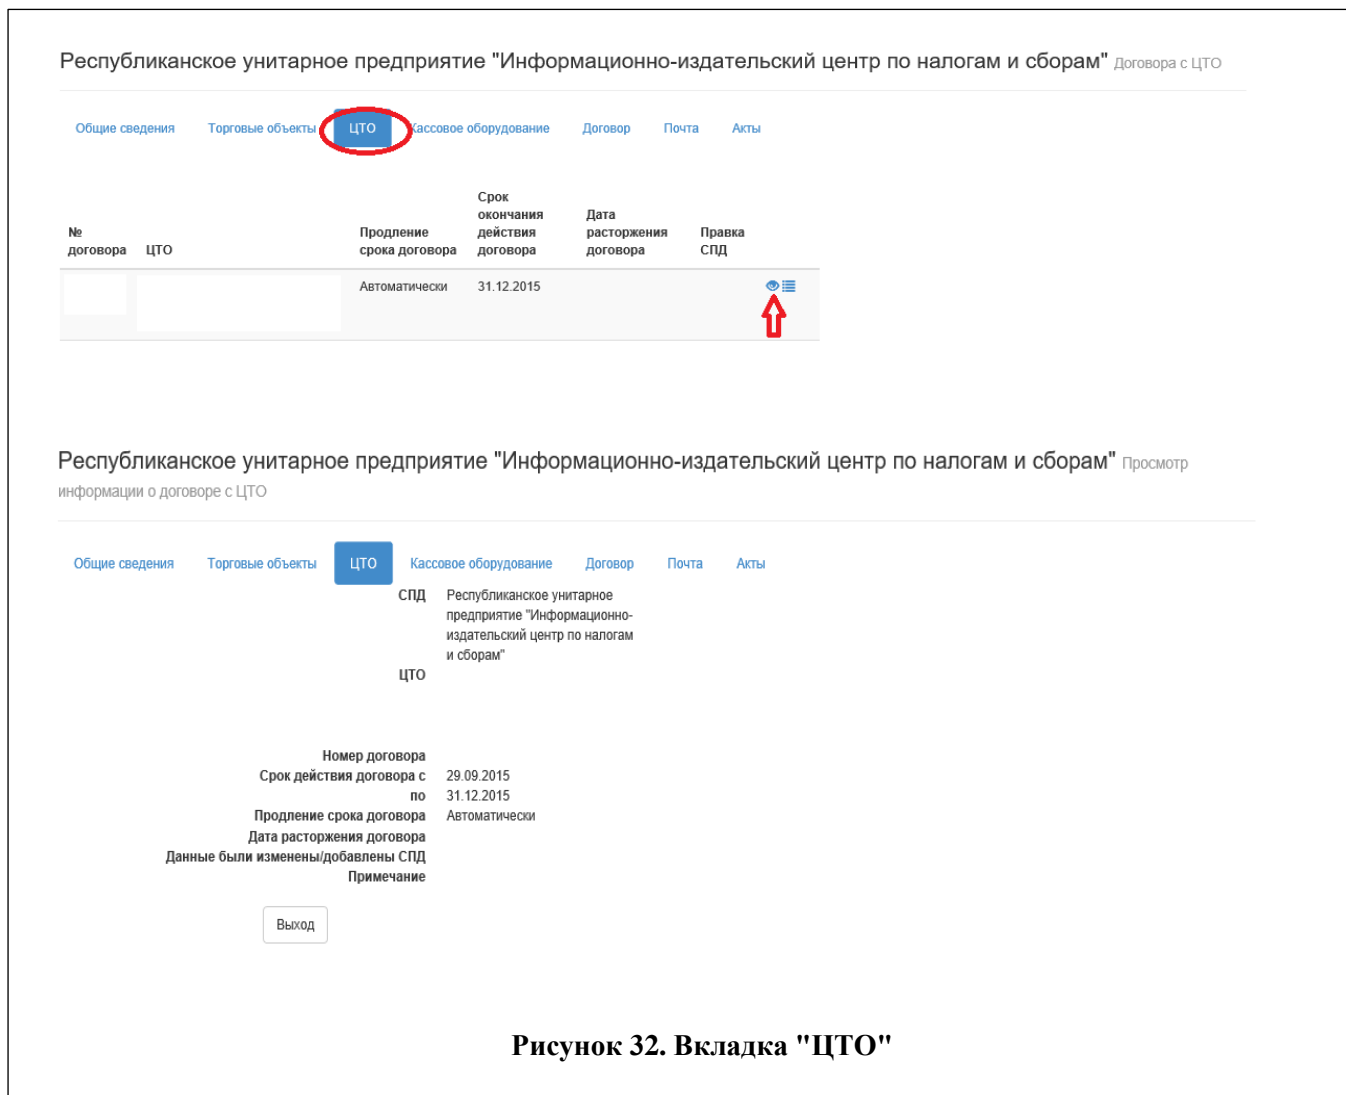 Республиканское унитарное предприятие "Информационно-издательский центр по налогам и сборам" Договора с ЦТО
Общие сведения Торговые объекты ЦТО Кассовое оборудование Договор Почта Акты
№ договора ЦТО Продление срока договора Срок окончания действия договора Дата расторжения договора Правка СПД
Автоматически 31.12.2015
Республиканское унитарное предприятие "Информационно-издательский центр по налогам и сборам" Просмотр
информации о договоре с ЦТО
Общие сведения Торговые объекты ЦТО Кассовое оборудование Договор Почта Акты
СПД Республиканское унитарное
предприятие "Информационно-
издательский центр по налогам
и сборам"
ЦТО
Номер договора
Срок действия договора с 29.09.2015
по 31.12.2015
Продление срока договора Автоматически
Дата расторжения договора
Данные были изменены/добавлены СПД
Примечание
Выход
Рисунок 32. Вкладка "ЦТО"